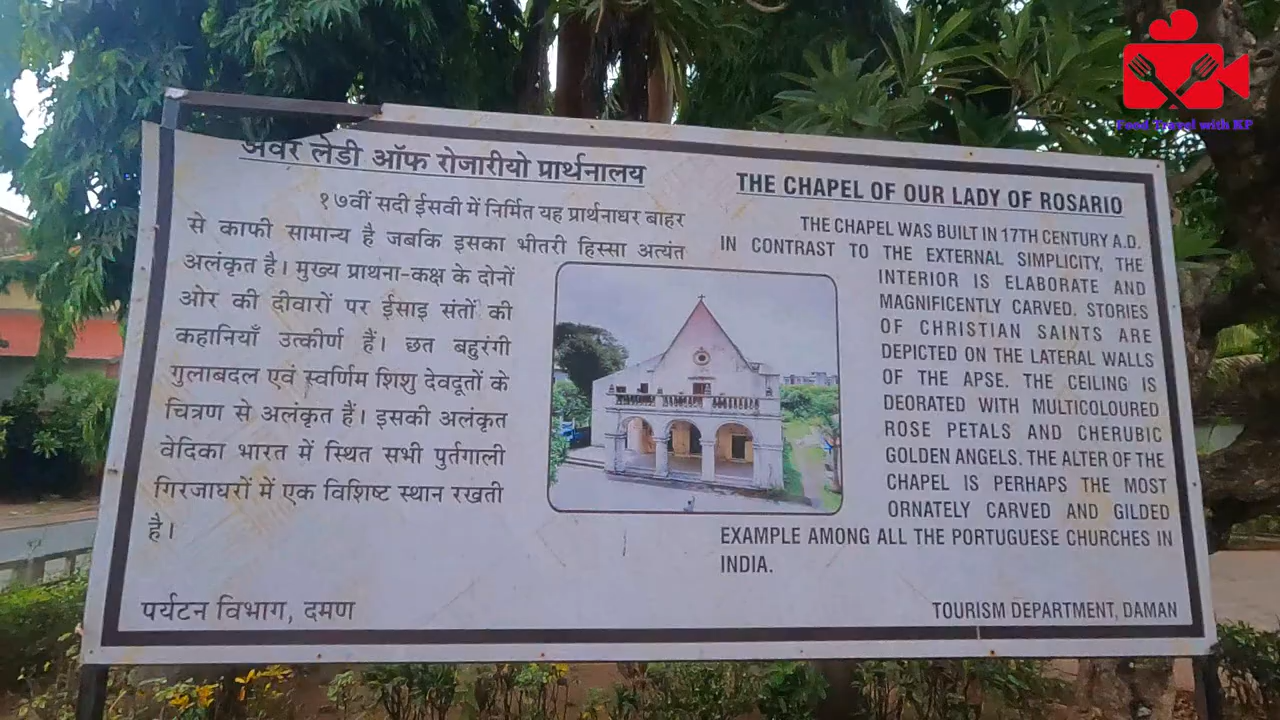 अवर लेडी ऑफ रोजारीयो प्रार्थनालय
१७वीं सदी ईसवी में निर्मित यह प्रार्थनाघर बाहर
से काफी सामान्य है जबकि इसका भीतरी हिस्सा अत्यंत
अलंकृत है। मुख्य प्राथना-कक्ष के दोनों
ओर की दीवारों पर ईसाइ संतों की
कहानियाँ उत्कीर्ण हैं। छत बहुरंगी
गुलाबदल एवं स्वर्णिम शिशु देवदूतों के
चित्रण से अलंकृत हैं। इसकी अलंकृत
वेदिका भारत में स्थित सभी पुर्तगाली
गिरजाघरों में एक विशिष्ट स्थान रखती
है।
पर्यटन विभाग, दमण
THE CHAPEL OF OUR LADY OF ROSARIO
THE CHAPEL WAS BUILT IN 17TH CENTURY A.D.
IN CONTRAST TO THE EXTERNAL SIMPLICITY, THE
INTERIOR IS ELABORATE AND
MAGNIFICENTLY CARVED. STORIES
OF CHRISTIAN SAINTS ARE
DEPICTED ON THE LATERAL WALLS
OF THE APSE. THE CEILING IS
DEORATED WITH MULTICOLOURED
ROSE PETALS AND CHERUBIC
GOLDEN ANGELS. THE ALTER OF THE
CHAPEL IS PERHAPS THE MOST
ORNATELY CARVED AND GILDED
EXAMPLE AMONG ALL THE PORTUGUESE CHURCHES IN
INDIA.
TOURISM DEPARTMENT, DAMAN
Food Travel with KP